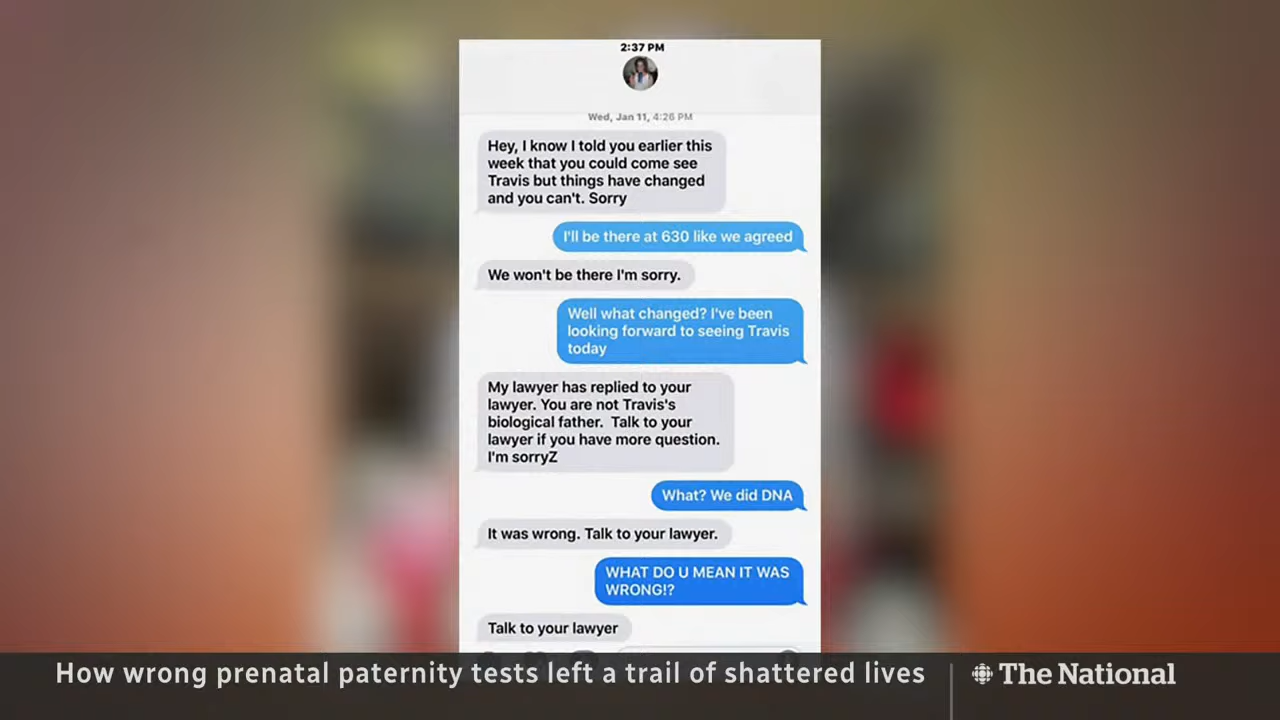 2:37 PM
Wed, Jan 11, 4:26 PM
Hey, I know I told you earlier this
week that you could come see
Travis but things have changed
and you can't. Sorry
I'll be there at 630 like we agreed
We won't be there I'm sorry.
Well what changed? I've been
looking forward to seeing Travis
today
My lawyer has replied to your
lawyer. You are not Travis's
biological father.  Talk to your
lawyer if you have more question.
I'm sorryZ
What? We did DNA
It was wrong. Talk to your lawyer.
WHAT DO U MEAN IT WAS
WRONG!?
Talk to your lawyer
How wrong prenatal paternity tests left a trail of shattered lives
The National